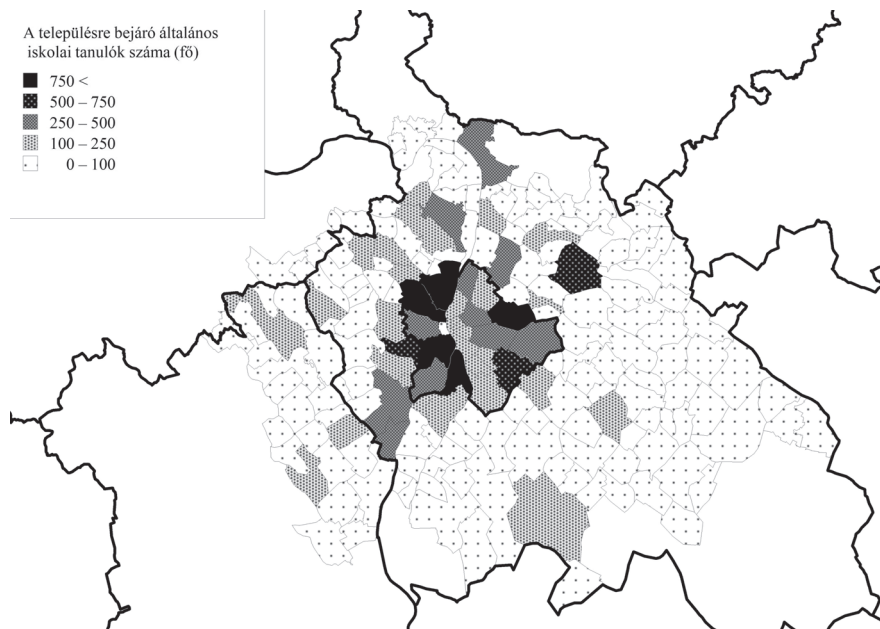 A településre bejáró általános
iskolai tanulók száma (fő)
750 <
500 – 750
250 – 500
100 – 250
0 – 100